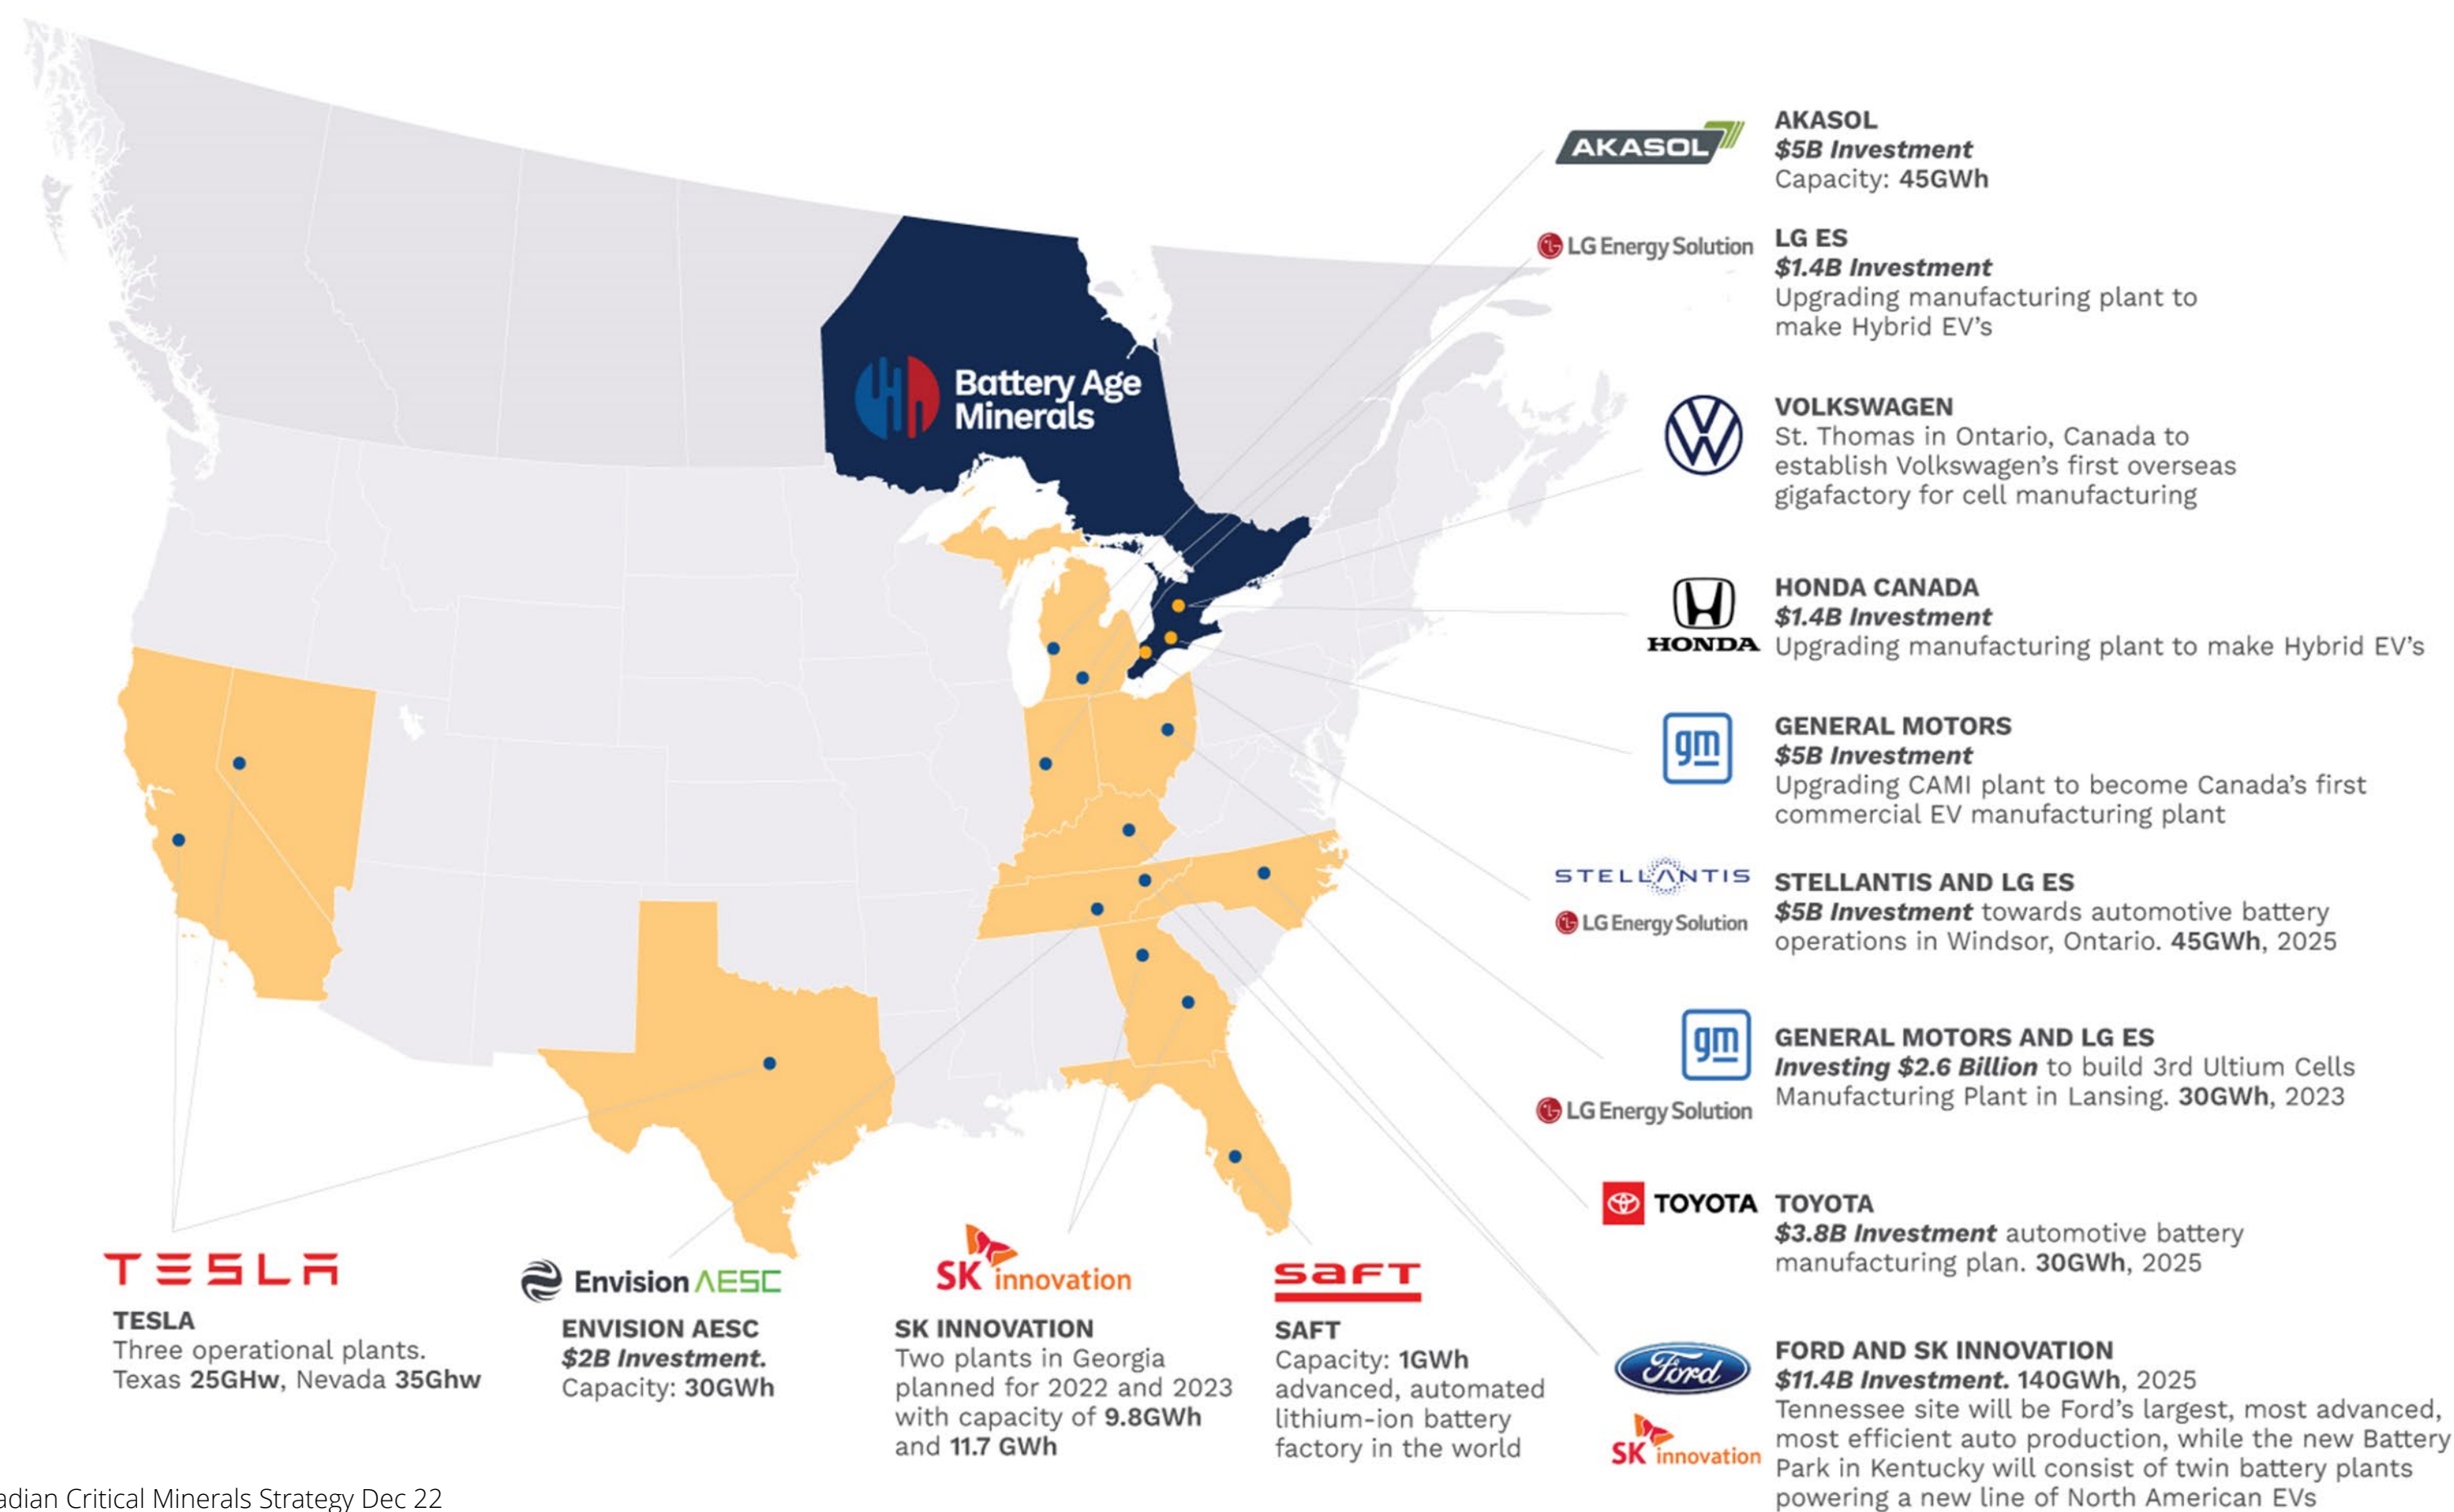 AKASOL
AKASOL
$5B Investment
Capacity: 45GWh
LG Energy Solution
LG ES
$1.4B Investment
Upgrading manufacturing plant to
make Hybrid EV's
Battery Age
Minerals
VOLKSWAGEN
St. Thomas in Ontario, Canada to
establish Volkswagen's first overseas
gigafactory for cell manufacturing
HONDA
HONDA CANADA
$1.4B Investment
Upgrading manufacturing plant to make Hybrid EV's
gm
GENERAL MOTORS
$5B Investment
Upgrading CAMI plant to become Canada's first
commercial EV manufacturing plant
STELLANTIS
LG Energy Solution
STELLANTIS AND LG ES
$5B Investment towards automotive battery
operations in Windsor, Ontario. 45GWh, 2025
gm
LG Energy Solution
GENERAL MOTORS AND LG ES
Investing $2.6 Billion to build 3rd Ultium Cells
Manufacturing Plant in Lansing. 30GWh, 2023
TOYOTA
TOYOTA
$3.8B Investment automotive battery
manufacturing plan. 30GWh, 2025
Ford
SK innovation
FORD AND SK INNOVATION
$11.4B Investment. 140GWh, 2025
Tennessee site will be Ford's largest, most advanced,
most efficient auto production, while the new Battery
Park in Kentucky will consist of twin battery plants
powering a new line of North American EVs
TESLA
TESLA
Three operational plants.
Texas 25GHw, Nevada 35Ghw
Envision AESC
ENVISION AESC
$2B Investment.
Capacity: 30GWh
SK innovation
SK INNOVATION
Two plants in Georgia
planned for 2022 and 2023
with capacity of 9.8GWh
and 11.7 GWh
saft
SAFT
Capacity: 1GWh
advanced, automated
lithium-ion battery
factory in the world
adian Critical Minerals Strategy Dec 22